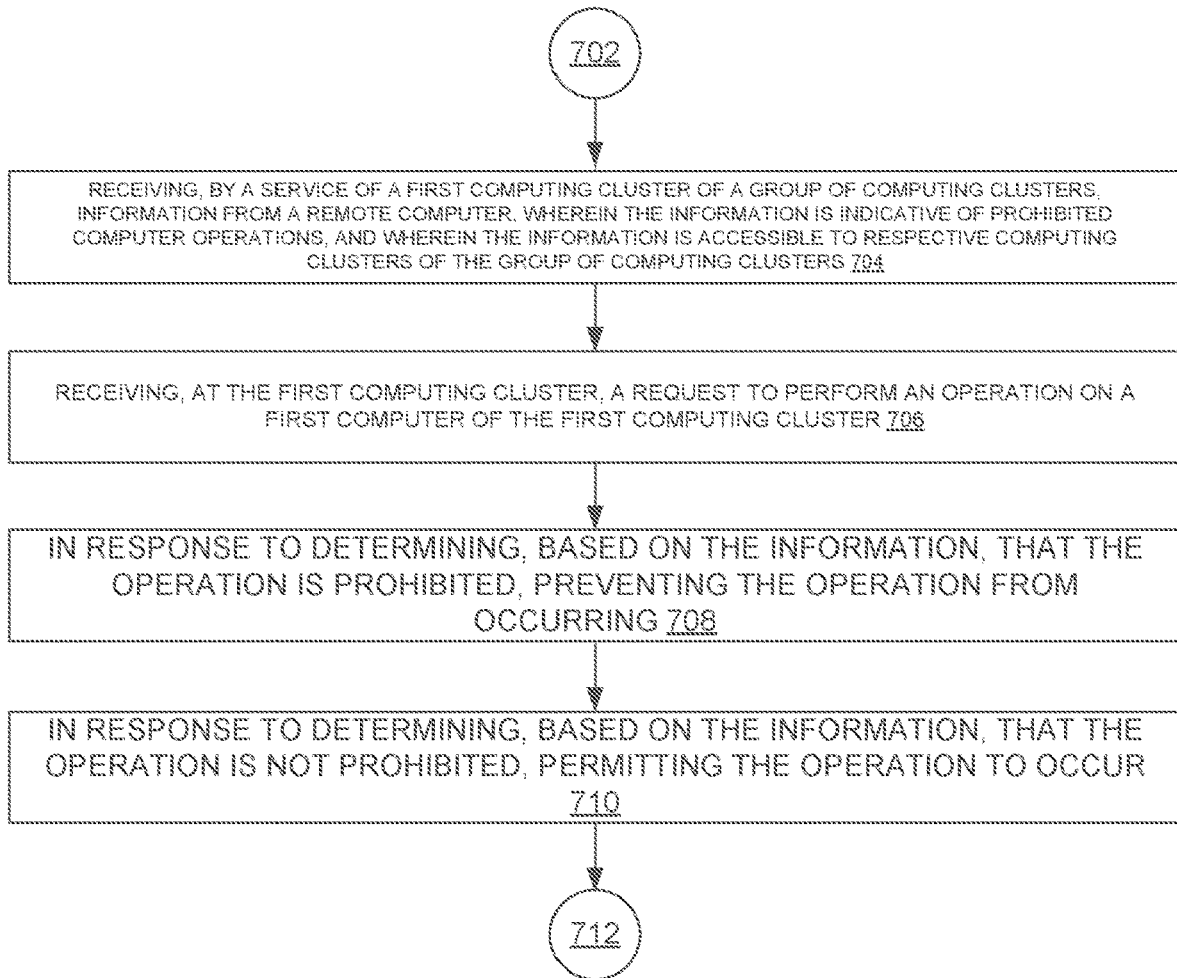 702
RECEIVING, BY A SERVICE OF A FIRST COMPUTING CLUSTER OF A GROUP OF COMPUTING CLUSTERS,
INFORMATION FROM A REMOTE COMPUTER, WHEREIN THE INFORMATION IS INDICATIVE OF PROHIBITED
COMPUTER OPERATIONS, AND WHEREIN THE INFORMATION IS ACCESSIBLE TO RESPECTIVE COMPUTING
CLUSTERS OF THE GROUP OF COMPUTING CLUSTERS 704
RECEIVING, AT THE FIRST COMPUTING CLUSTER, A REQUEST TO PERFORM AN OPERATION ON A
FIRST COMPUTER OF THE FIRST COMPUTING CLUSTER 706
IN RESPONSE TO DETERMINING, BASED ON THE INFORMATION, THAT THE
OPERATION IS PROHIBITED, PREVENTING THE OPERATION FROM
OCCURRING 708
IN RESPONSE TO DETERMINING, BASED ON THE INFORMATION, THAT THE
OPERATION IS NOT PROHIBITED, PERMITTING THE OPERATION TO OCCUR
710
712